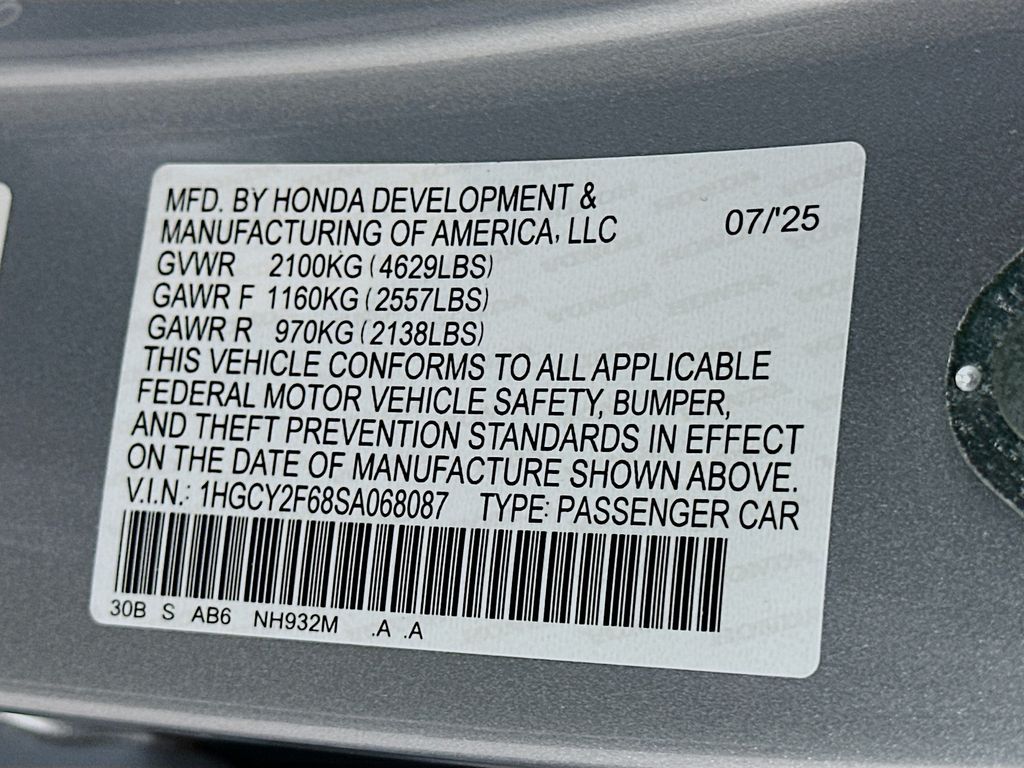 MFD. BY HONDA DEVELOPMENT &
MANUFACTURING OF AMERICA, LLC 07/'25
GVWR 2100KG (4629LBS)
GAWR F 1160KG (2557LBS)
GAWR R 970KG (2138LBS)
THIS VEHICLE CONFORMS TO ALL APPLICABLE
FEDERAL MOTOR VEHICLE SAFETY, BUMPER,
AND THEFT PREVENTION STANDARDS IN EFFECT
ON THE DATE OF MANUFACTURE SHOWN ABOVE.
V.I.N.: 1HGCY2F68SA068087 TYPE: PASSENGER CAR
30B S AB6 NH932M .A .A